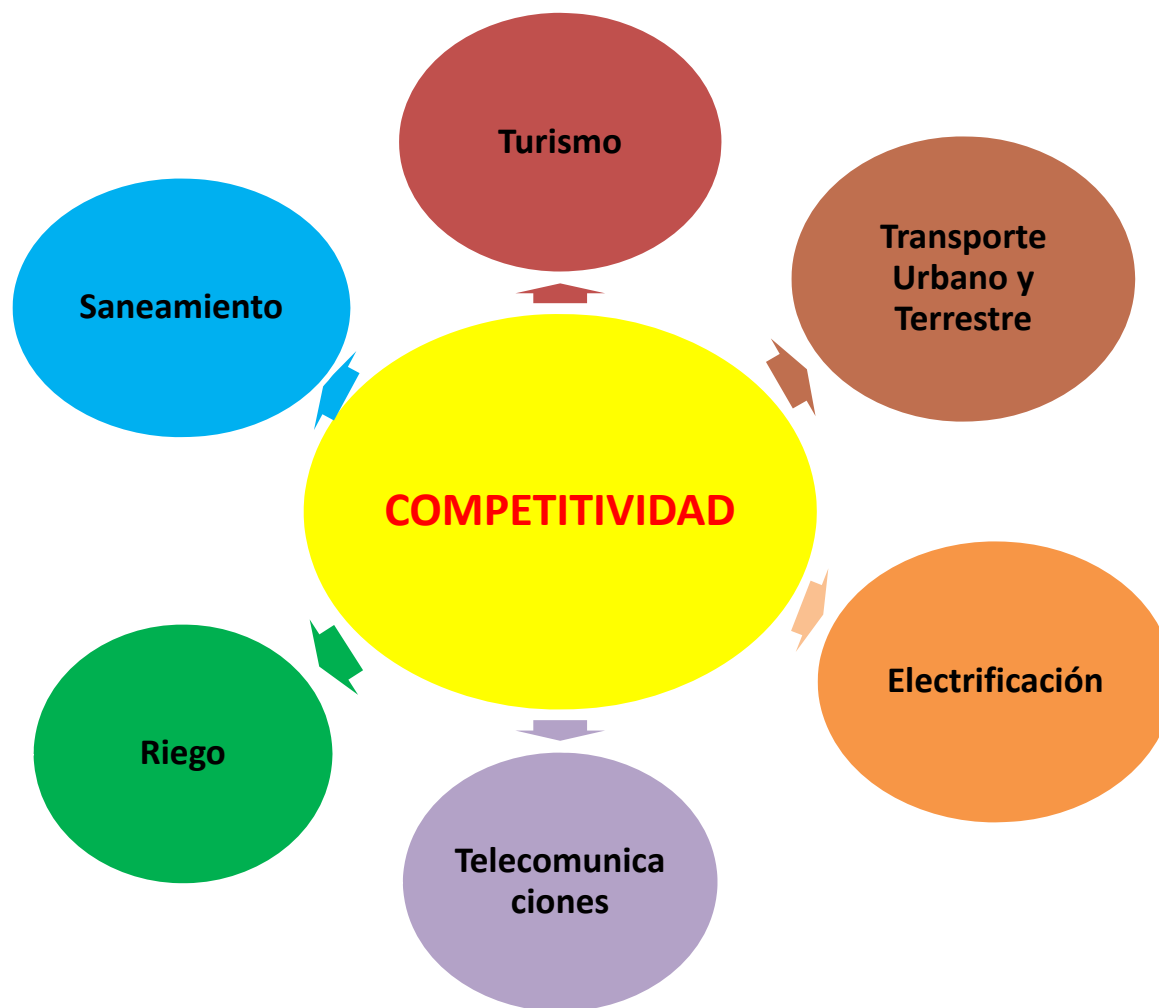 Turismo
Transporte
Urbano y
Terrestre
Saneamiento
COMPETITIVIDAD
Electrificación
Riego
Telecomunica
ciones